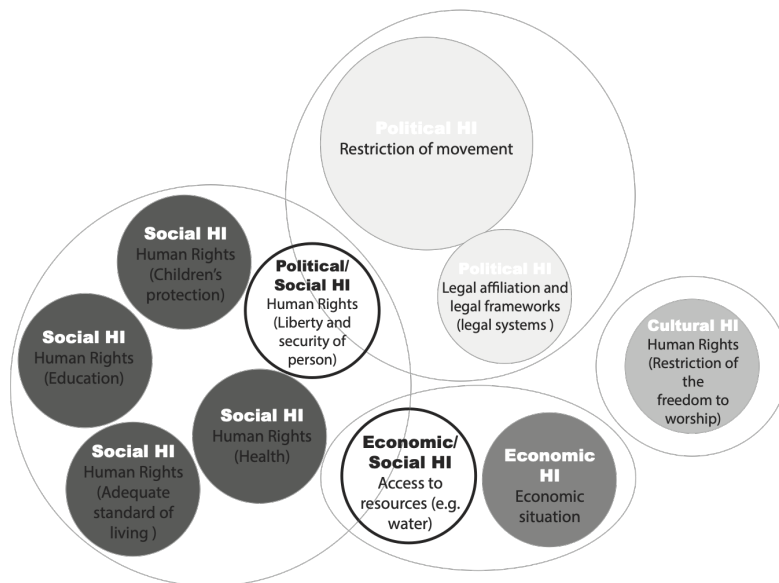 Political HI
Restriction of movement
Social HI
Human Rights
(Children's
protection)
Political/
Social HI
Human Rights
(Liberty and
security of
person)
Political HI
Legal affiliation and
legal frameworks
(legal systems )
Social HI
Human Rights
(Education)
Cultural HI
Human Rights
(Restriction of
the
freedom to
worship)
Social HI
Human Rights
(Health)
Social HI
Human Rights
(Adequate
standard of
living )
Economic/
Social HI
Access to
resources (e.g.
water)
Economic
HI
Economic
situation